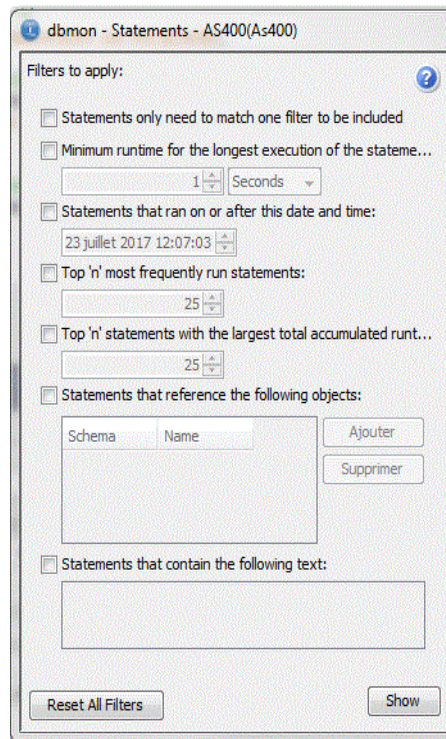 dbmon - Statements - AS400(As400)
Filters to apply:
?
Statements only need to match one filter to be included
Minimum runtime for the longest execution of the stateme...
1 Seconds
Statements that ran on or after this date and time:
23 juillet 2017 12:07:03
Top 'n' most frequently run statements:
25
Top 'n' statements with the largest total accumulated runt...
25
Statements that reference the following objects:
Schema Name
Ajouter
Supprimer
Statements that contain the following text:
Reset All Filters
Show